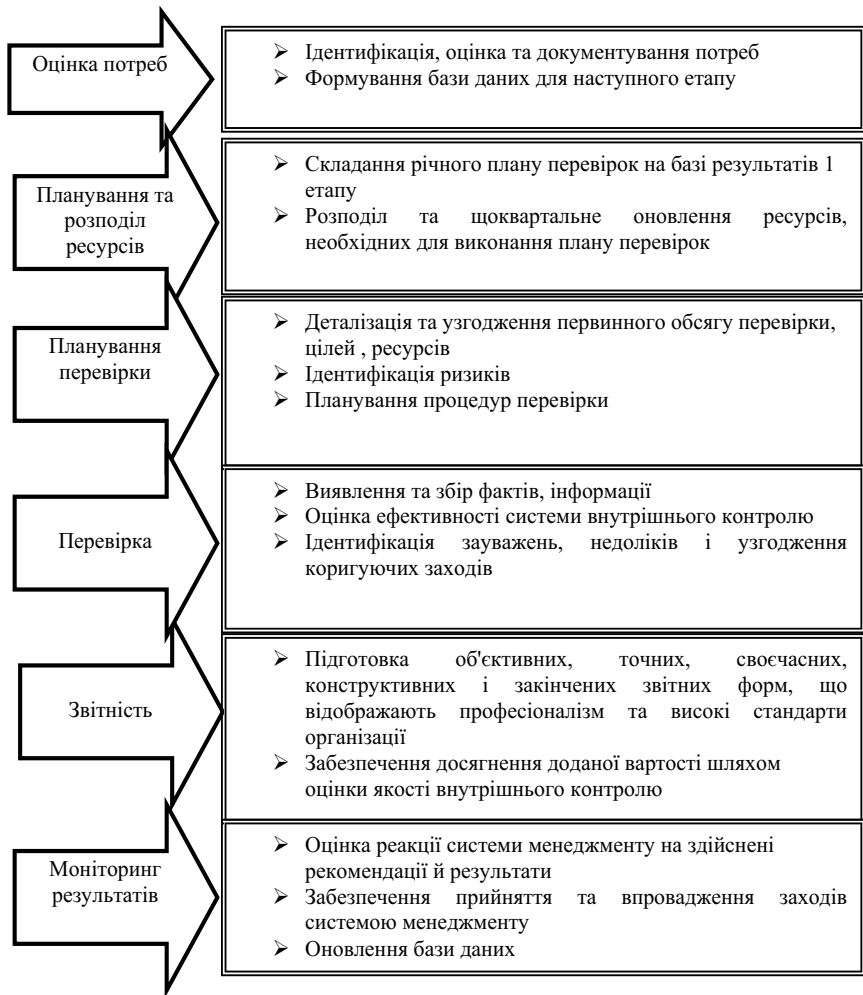 Оцінка потреб
➢ Ідентифікація, оцінка та документування потреб
➢ Формування бази даних для наступного етапу
Планування та
розподіл
ресурсів
➢ Складання річного плану перевірок на базі результатів 1
етапу
➢ Розподіл та щоквартальне оновлення ресурсів,
необхідних для виконання плану перевірок
Планування
перевірки
➢ Деталізація та узгодження первинного обсягу перевірки,
цілей , ресурсів
➢ Ідентифікація ризиків
➢ Планування процедур перевірки
Перевірка
➢ Виявлення та збір фактів, інформації
➢ Оцінка ефективності системи внутрішнього контролю
➢ Ідентифікація зауважень, недоліків і узгодження
коригуючих заходів
Звітність
➢ Підготовка об'єктивних, точних, своєчасних,
конструктивних і закінчених звітних форм, що
відображають професіоналізм та високі стандарти
організації
➢ Забезпечення досягнення доданої вартості шляхом
оцінки якості внутрішнього контролю
Моніторинг
результатів
➢ Оцінка реакції системи менеджменту на здійснені
рекомендації й результати
➢ Забезпечення прийняття та впровадження заходів
системою менеджменту
➢ Оновлення бази даних